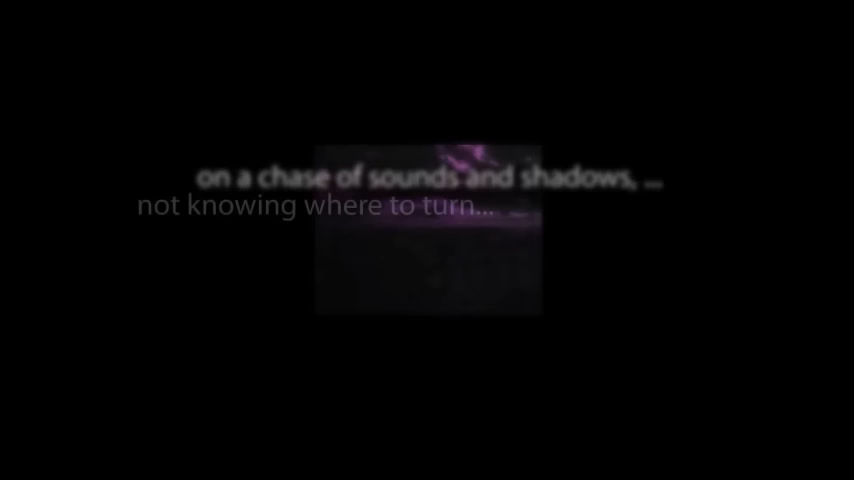 on a chase of sounds and shadows, ...
not knowing where to turn...